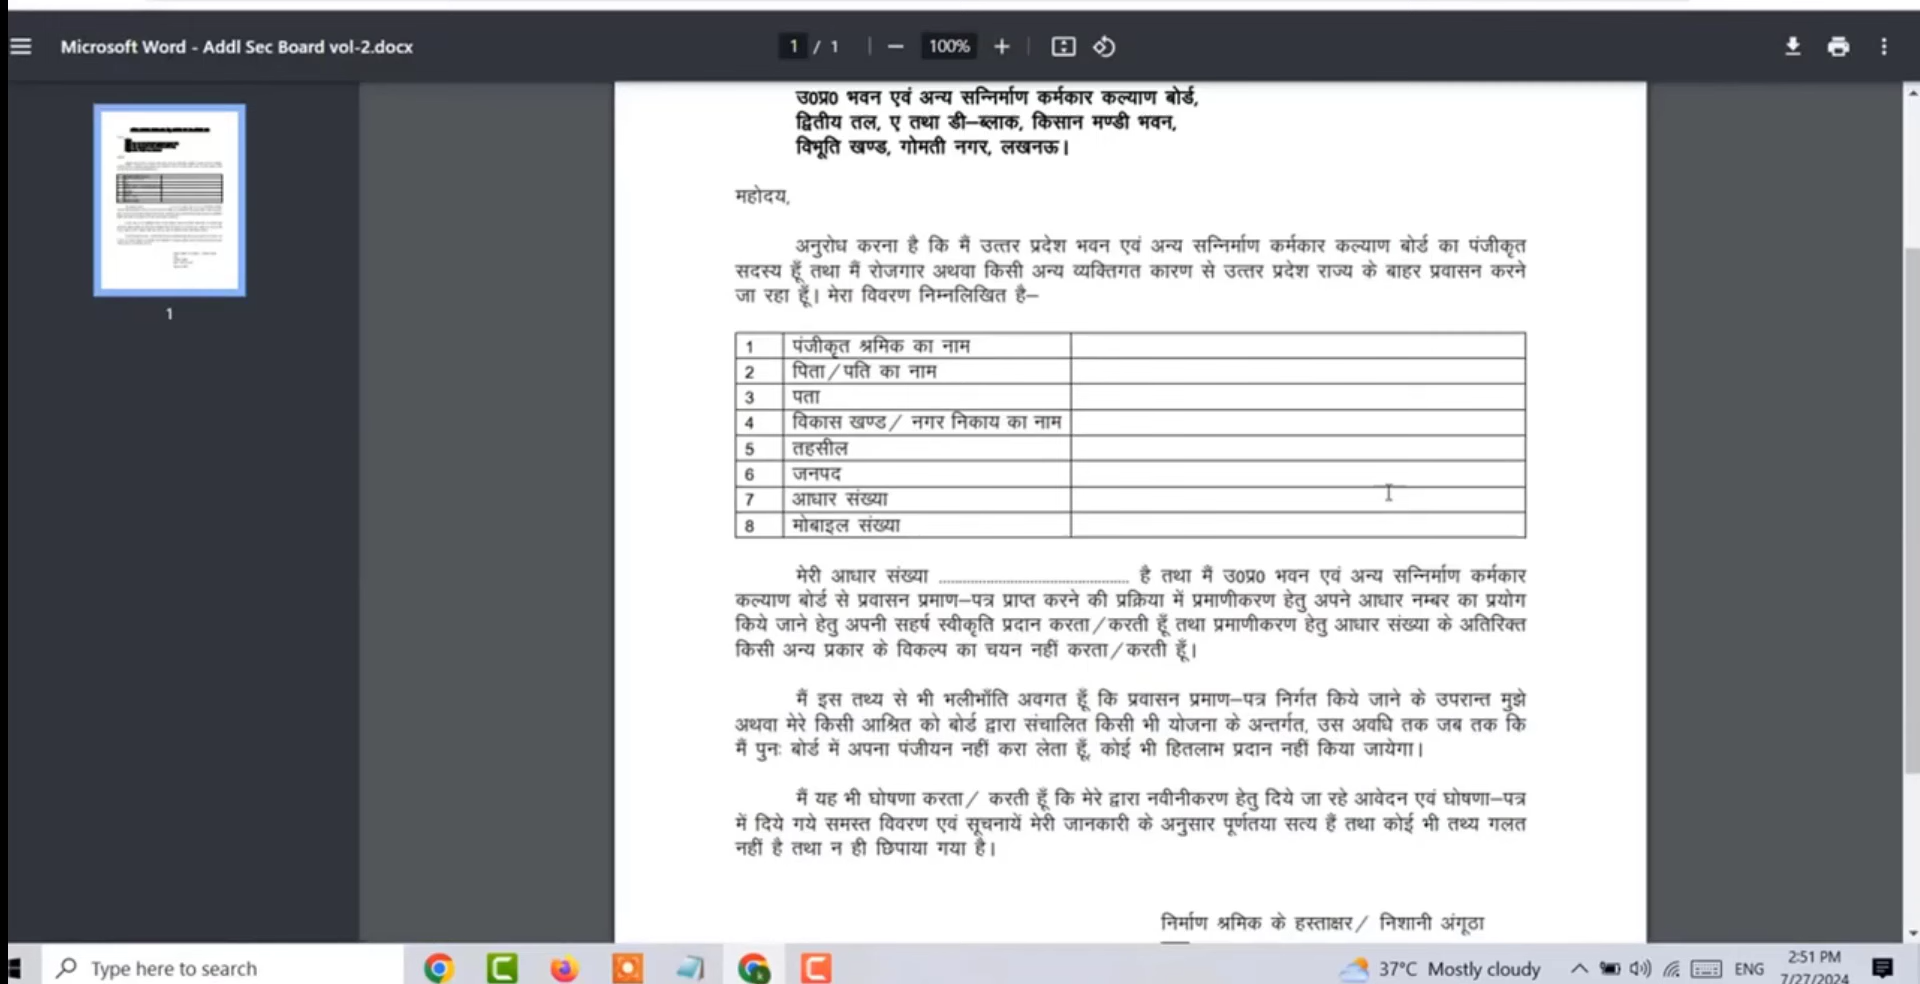 Microsoft Word - Addl Sec Board vol-2.docx
1 / 1
100%
1
उ0प्र0 भवन एवं अन्य सन्निर्माण कर्मकार कल्याण बोर्ड,
द्वितीय तल, ए तथा डी–ब्लाक, किसान मण्डी भवन,
विभूति खण्ड, गोमती नगर, लखनऊ।
महोदय,
अनुरोध करना है कि मैं उत्तर प्रदेश भवन एवं अन्य सन्निर्माण कर्मकार कल्याण बोर्ड का पंजीकृत
सदस्य हूँ तथा मैं रोजगार अथवा किसी अन्य व्यक्तिगत कारण से उत्तर प्रदेश राज्य के बाहर प्रवासन करने
जा रहा हूँ। मेरा विवरण निम्नलिखित है–
1 पंजीकृत श्रमिक का नाम
2 पिता/पति का नाम
3 पता
4 विकास खण्ड/ नगर निकाय का नाम
5 तहसील
6 जनपद
7 आधार संख्या
8 मोबाइल संख्या
मेरी आधार संख्या ................................................ है तथा मैं उ0प्र0 भवन एवं अन्य सन्निर्माण कर्मकार
कल्याण बोर्ड से प्रवासन प्रमाण–पत्र प्राप्त करने की प्रक्रिया में प्रमाणीकरण हेतु अपने आधार नम्बर का प्रयोग
किये जाने हेतु अपनी सहर्ष स्वीकृति प्रदान करता/करती हूँ तथा प्रमाणीकरण हेतु आधार संख्या के अतिरिक्त
किसी अन्य प्रकार के विकल्प का चयन नहीं करता/करती हूँ।
मैं इस तथ्य से भी भलीभाँति अवगत हूँ कि प्रवासन प्रमाण–पत्र निर्गत किये जाने के उपरान्त मुझे
अथवा मेरे किसी आश्रित को बोर्ड द्वारा संचालित किसी भी योजना के अन्तर्गत, उस अवधि तक जब तक कि
मैं पुनः बोर्ड में अपना पंजीयन नहीं करा लेता हूँ, कोई भी हितलाभ प्रदान नहीं किया जायेगा।
मैं यह भी घोषणा करता/ करती हूँ कि मेरे द्वारा नवीनीकरण हेतु दिये जा रहे आवेदन एवं घोषणा–पत्र
में दिये गये समस्त विवरण एवं सूचनायें मेरी जानकारी के अनुसार पूर्णतया सत्य हैं तथा कोई भी तथ्य गलत
नहीं है तथा न ही छिपाया गया है।
निर्माण श्रमिक के हस्ताक्षर/ निशानी अंगूठा
Type here to search
37°C Mostly cloudy
ENG
2:51 PM
7/27/2024